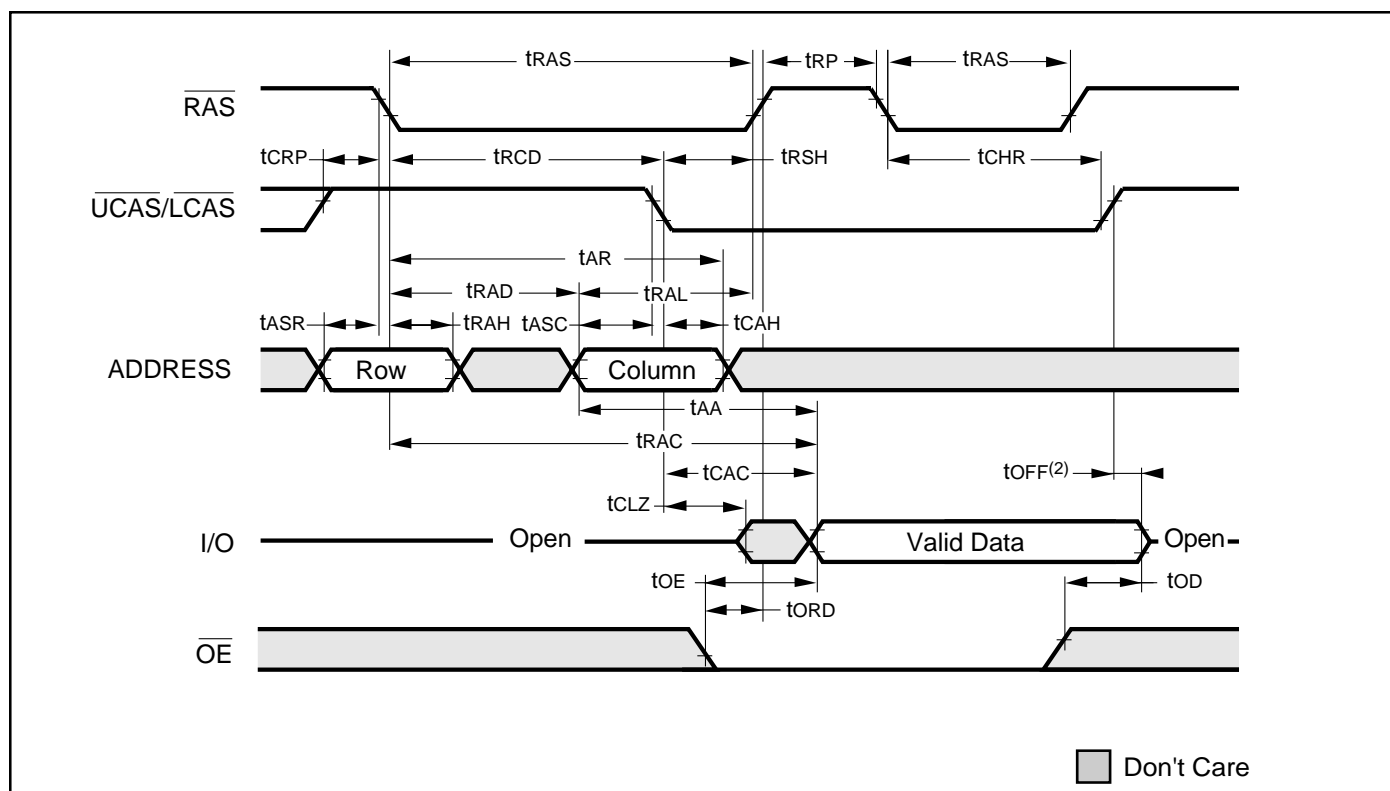 tRAS tRP tRAS
RAS
tCRP tRCD tRSH tCHR
UCAS/LCAS
tAR
tRAD tRAL
tASR tRAH tASC tCAH
ADDRESS Row Column
tAA
tRAC
tCAC tOFF(2)
tCLZ
I/O Open Valid Data Open
tOE tOD
tORD
OE
Don't Care